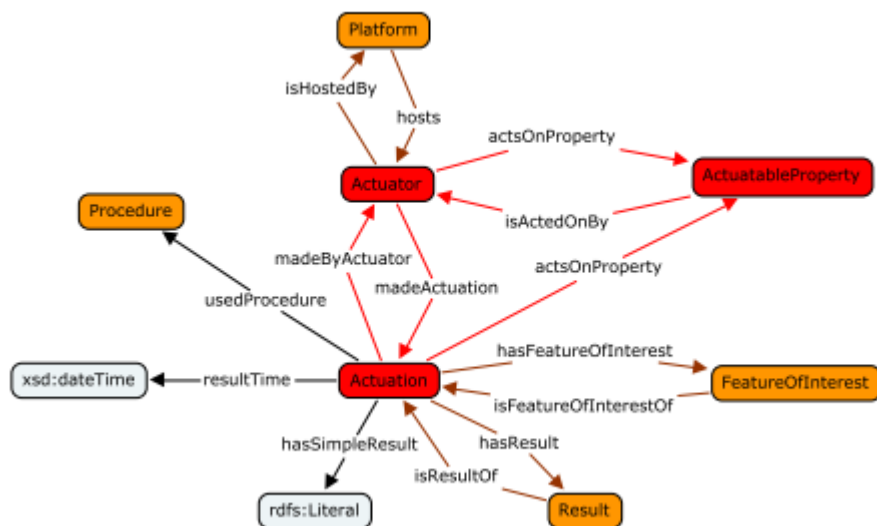 Platform
isHostedBy
hosts
actsOnProperty
Actuator
ActuatableProperty
Procedure
isActedOnBy
madeByActuator
actsOnProperty
madeActuation
usedProcedure
hasFeatureOfInterest
xsd:dateTime
resultTime
Actuation
FeatureOfInterest
isFeatureOfInterestOf
hasSimpleResult
hasResult
isResultOf
rdfs:Literal
Result